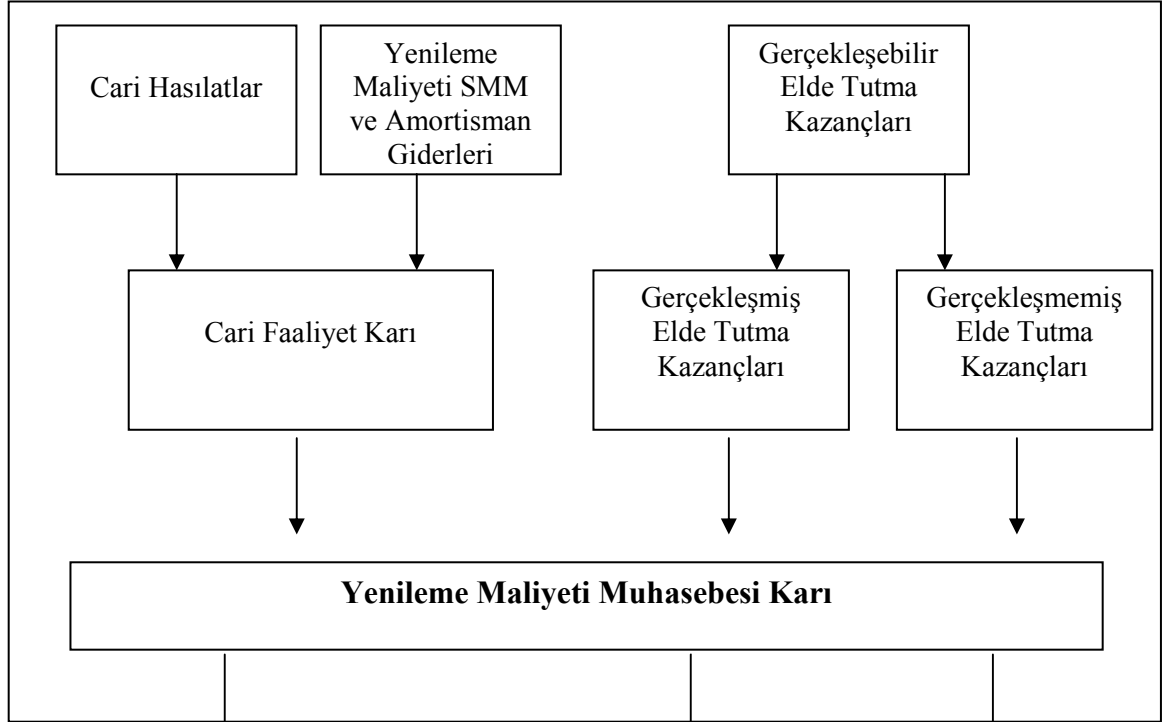 Cari Hasılatlar
Yenileme
Maliyeti SMM
ve Amortisman
Giderleri
Gerçekleşebilir
Elde Tutma
Kazançları
Cari Faaliyet Karı
Gerçekleşmiş
Elde Tutma
Kazançları
Gerçekleşmemiş
Elde Tutma
Kazançları
Yenileme Maliyeti Muhasebesi Karı